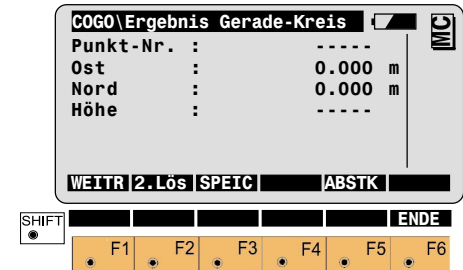 COGO\Ergebnis Gerade-Kreis
MC
Punkt-Nr. : -----
Ost : 0.000 m
Nord : 0.000 m
Höhe : -----
WEITR 2.Lös SPEIC ABSTK
SHIFT ENDE
F1 F2 F3 F4 F5 F6